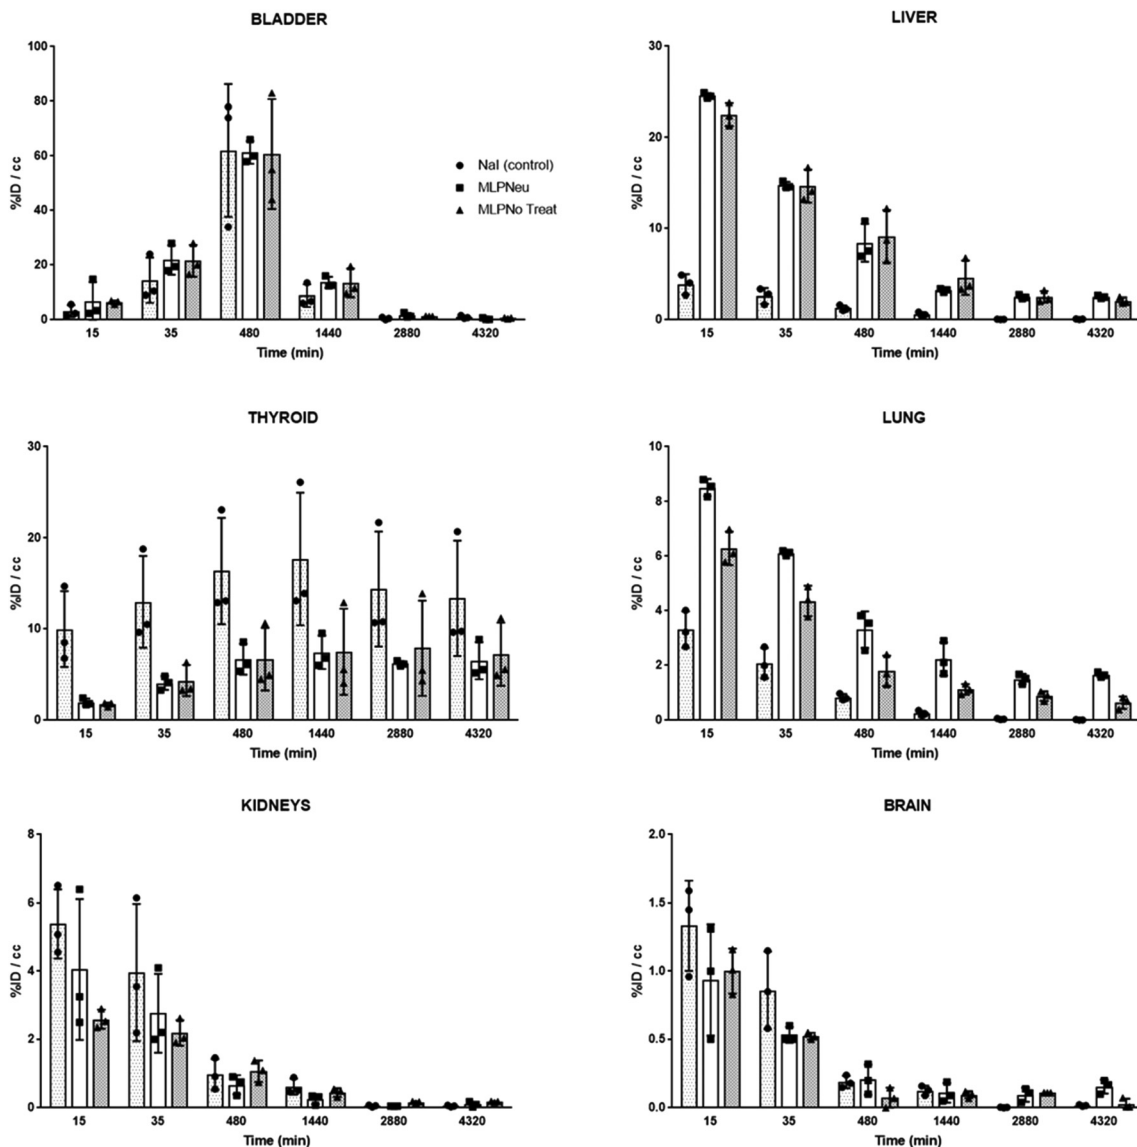 BLADDER
100
80
60
40
20
0
%ID / cc
15 35 480 1440 2880 4320
Time (min)
NaI (control)
MLPNeu
MLPNo Treat
LIVER
30
20
10
0
%ID / cc
15 35 480 1440 2880 4320
Time (min)
THYROID
30
20
10
0
%ID / cc
15 35 480 1440 2880 4320
Time (min)
LUNG
10
8
6
4
2
0
%ID / cc
15 35 480 1440 2880 4320
Time (min)
KIDNEYS
8
6
4
2
0
%ID / cc
15 35 480 1440 2880 4320
Time (min)
BRAIN
2.0
1.5
1.0
0.5
0.0
%ID / cc
15 35 480 1440 2880 4320
Time (min)